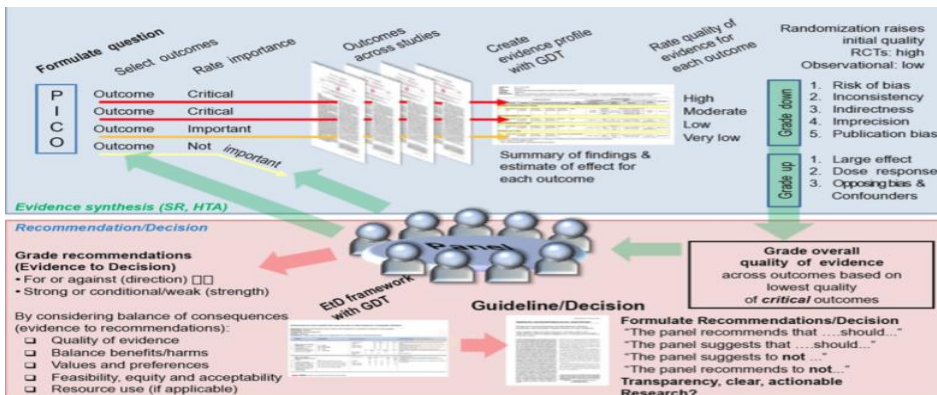 Formulate question
Select outcomes
Rate importance
Outcomes
across studies
Create
evidence profile
with GDT
Rate quality of
evidence for
each outcome
Randomization raises
initial quality
RCTs: high
Observational: low
P
I
C
O
Outcome Critical
Outcome Critical
Outcome Important
Outcome Not important
High
Moderate
Low
Very low
Summary of findings &
estimate of effect for
each outcome
Grade down
1. Risk of bias
2. Inconsistency
3. Indirectness
4. Imprecision
5. Publication bias
Grade up
1. Large effect
2. Dose response
3. Opposing bias &
Confounders
Evidence synthesis (SR, HTA)
Recommendation/Decision
Panel
Grade recommendations
(Evidence to Decision)
• For or against (direction) □□
• Strong or conditional/weak (strength)
By considering balance of consequences
(evidence to recommendations):
❑ Quality of evidence
❑ Balance benefits/harms
❑ Values and preferences
❑ Feasibility, equity and acceptability
❑ Resource use (if applicable)
EtD framework
with GDT
Guideline/Decision
Grade overall
quality of evidence
across outcomes based on
lowest quality
of critical outcomes
Formulate Recommendations/Decision
"The panel recommends that ....should..."
"The panel suggests that ....should..."
"The panel suggests to not ..."
"The panel recommends to not..."
Transparency, clear, actionable
Research?